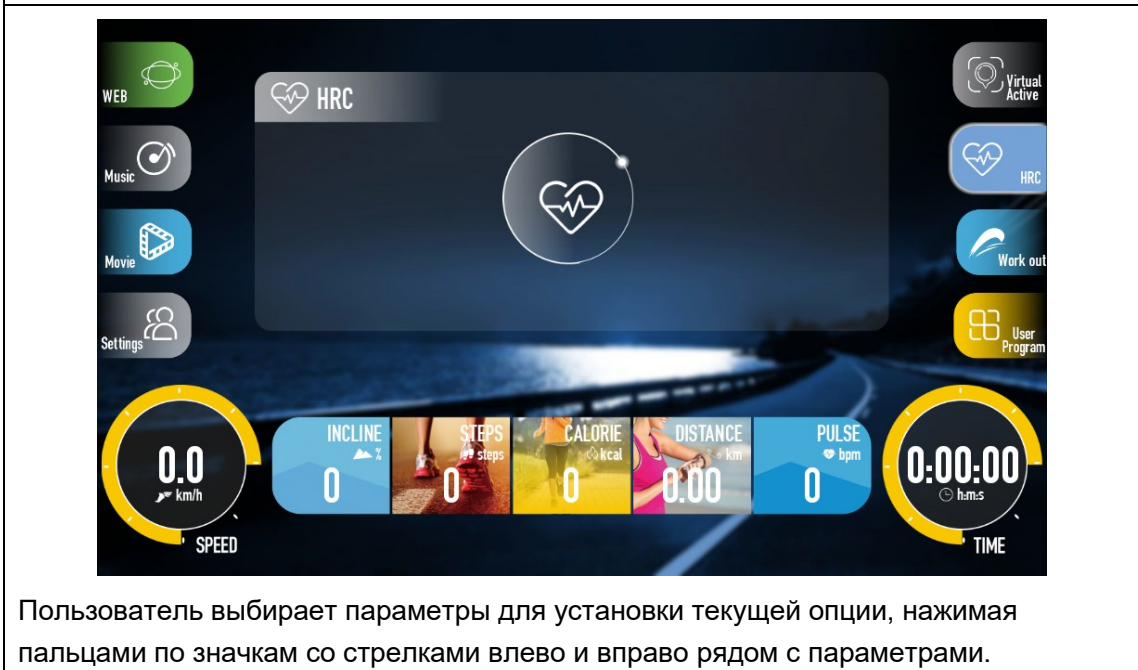 WEB
Music
Movie
Settings
HRC
Virtual
Active
HRC
Work out
User
Program
0.0
km/h
SPEED
INCLINE
%
0
STEPS
steps
0
CALORIE
kcal
0
DISTANCE
km
0.00
PULSE
bpm
0
0:00:00
h:m:s
TIME
Пользователь выбирает параметры для установки текущей опции, нажимая
пальцами по значкам со стрелками влево и вправо рядом с параметрами.